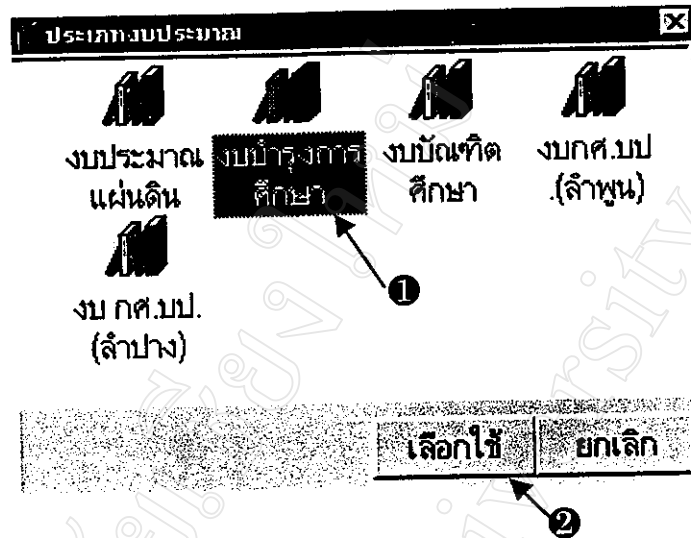 ประเภทงบประมาณ
งบประมาณ
แผ่นดิน
งบบำรุงการ
ศึกษา
งบบัณฑิต
ศึกษา
งบกศ.บป
.(ลำพูน)
งบ กศ.บป.
(ลำปาง)
❶
เลือกใช้
ยกเลิก
❷